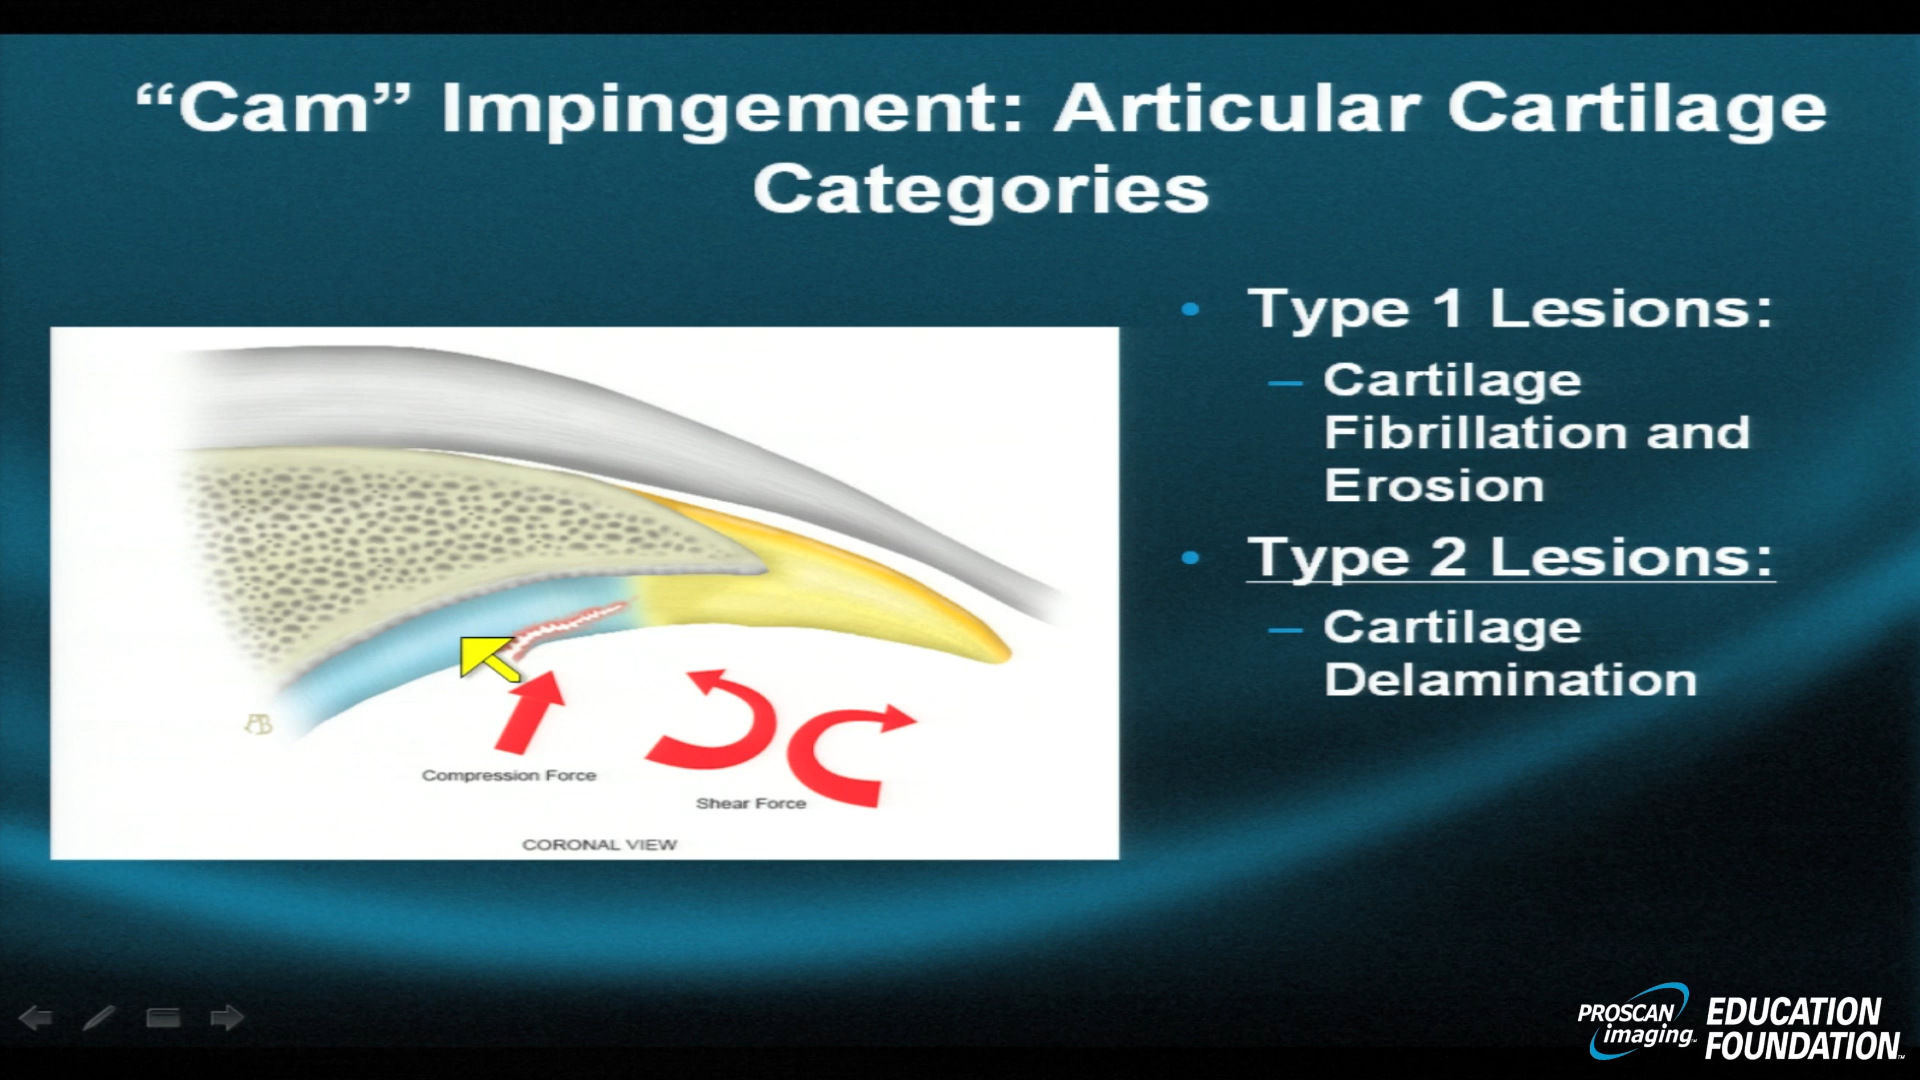 “Cam” Impingement: Articular Cartilage
Categories
• Type 1 Lesions:
– Cartilage
Fibrillation and
Erosion
• Type 2 Lesions:
– Cartilage
Delamination
AB
Compression Force
Shear Force
CORONAL VIEW
PROSCAN
imaging
EDUCATION
FOUNDATION